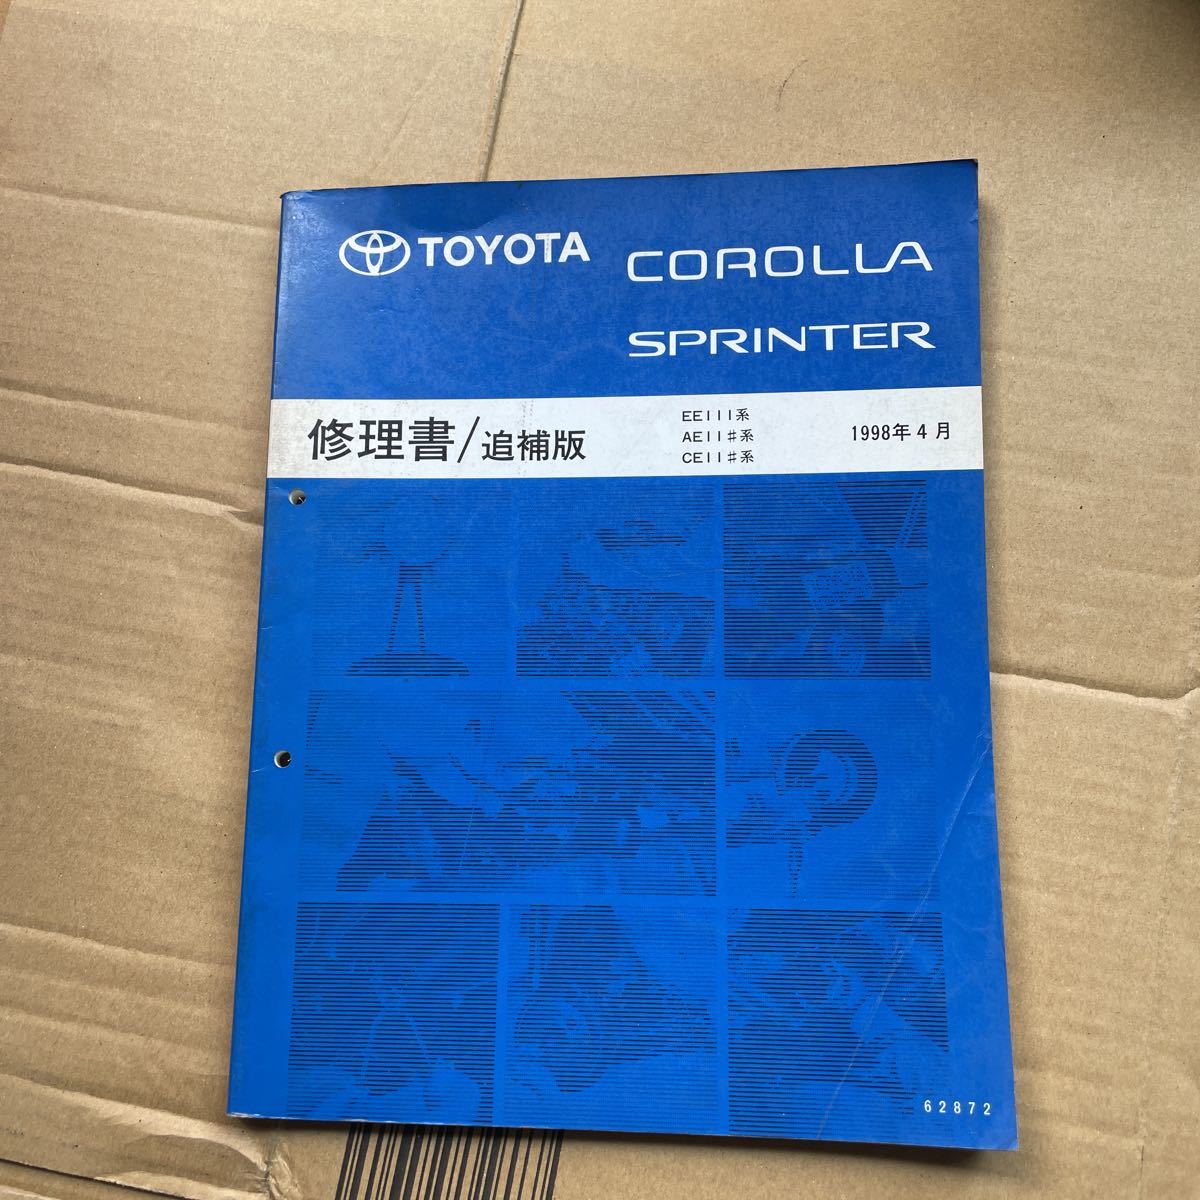 TOYOTA COROLLA
SPRINTER
修理書/追補版
EE111系
AE11♯系
CE11♯系
1998年4月
62872